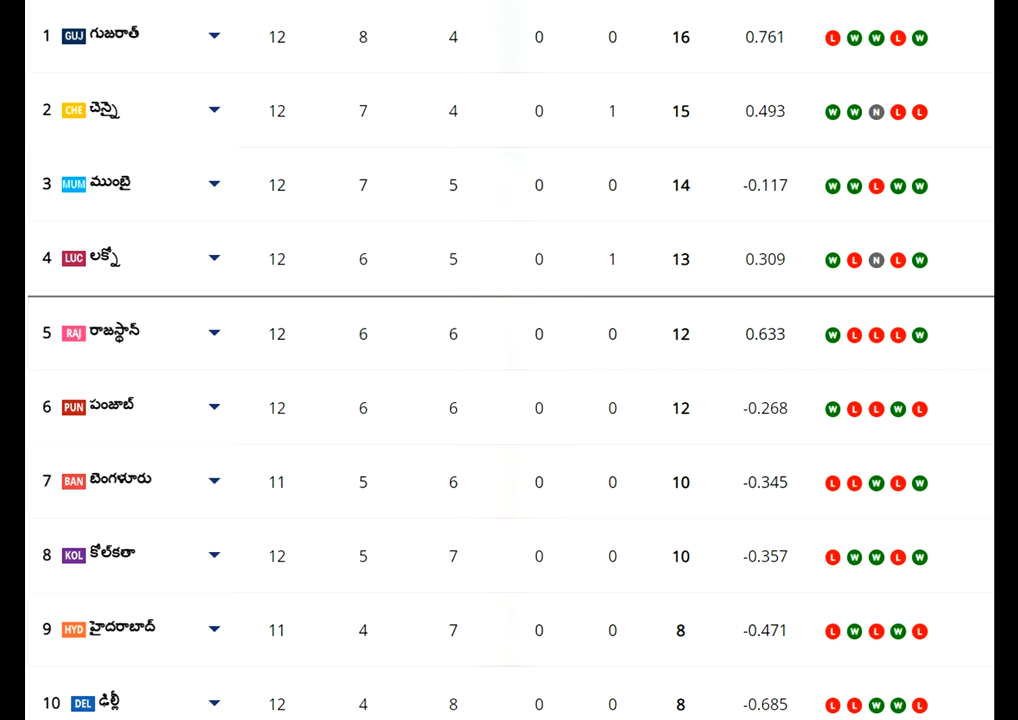 1 GUJ గుజరాత్ 12 8 4 0 0 16 0.761 L W W L W
2 CHE చెన్నై 12 7 4 0 1 15 0.493 W W N L L
3 MUM ముంబై 12 7 5 0 0 14 -0.117 W W L W W
4 LUC లక్నో 12 6 5 0 1 13 0.309 W L N L W
5 RAJ రాజస్థాన్ 12 6 6 0 0 12 0.633 W L L L W
6 PUN పంజాబ్ 12 6 6 0 0 12 -0.268 W L L W L
7 BAN బెంగళూరు 11 5 6 0 0 10 -0.345 L L W L W
8 KOL కోల్‌కతా 12 5 7 0 0 10 -0.357 L W W L W
9 HYD హైదరాబాద్ 11 4 7 0 0 8 -0.471 L W L W L
10 DEL ఢిల్లీ 12 4 8 0 0 8 -0.685 L L W W L